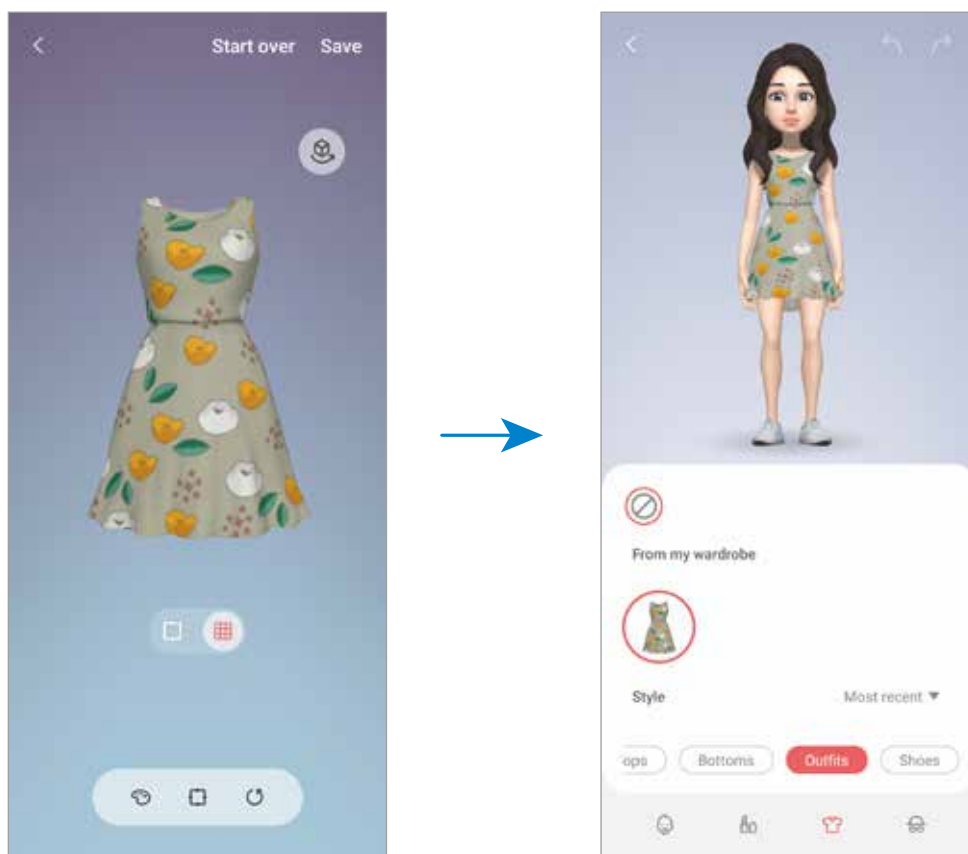 Start over Save
From my wardrobe
Style Most recent ▼
ops Bottoms Outfits Shoes